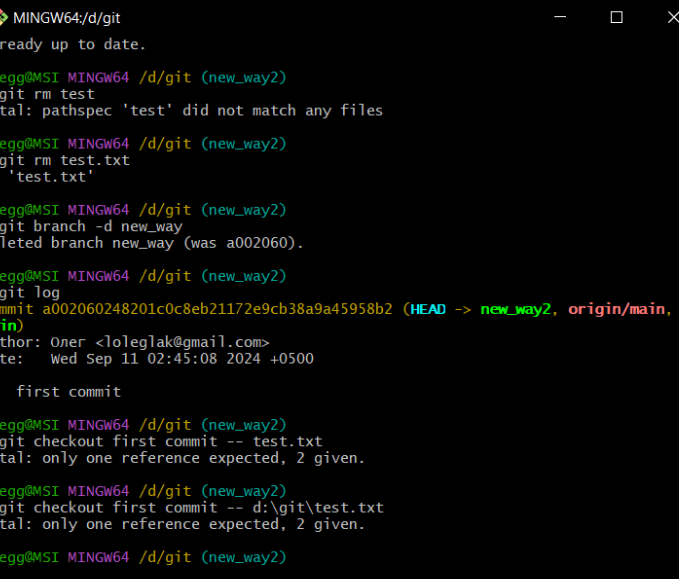 MINGW64:/d/git
ready up to date.
egg@MSI MINGW64 /d/git (new_way2)
git rm test
tal: pathspec 'test' did not match any files
egg@MSI MINGW64 /d/git (new_way2)
git rm test.txt
'test.txt'
egg@MSI MINGW64 /d/git (new_way2)
git branch -d new_way
leted branch new_way (was a002060).
egg@MSI MINGW64 /d/git (new_way2)
git log
mmit a002060248201c0c8eb21172e9cb38a9a45958b2 (HEAD -> new_way2, origin/main,
in)
thor: Олег <loleglak@gmail.com>
te:   Wed Sep 11 02:45:08 2024 +0500
first commit
egg@MSI MINGW64 /d/git (new_way2)
git checkout first commit -- test.txt
tal: only one reference expected, 2 given.
egg@MSI MINGW64 /d/git (new_way2)
git checkout first commit -- d:\git\test.txt
tal: only one reference expected, 2 given.
egg@MSI MINGW64 /d/git (new_way2)